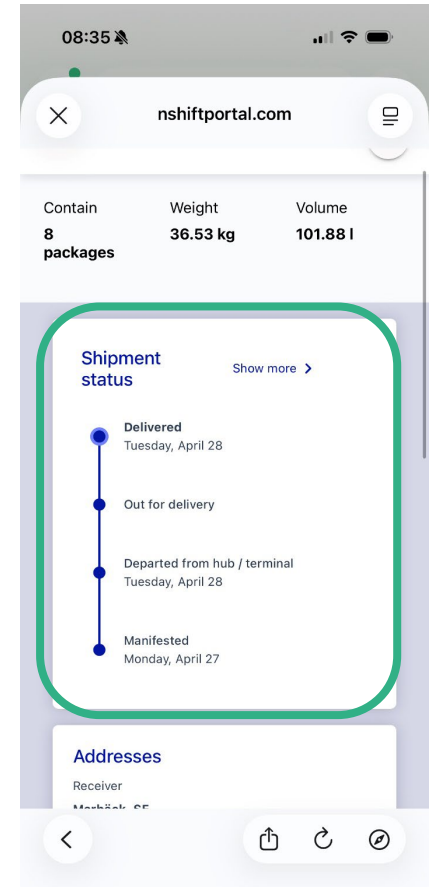 08:35
nshiftportal.com
Contain Weight Volume
8 packages 36.53 kg 101.88 l
Shipment status
Show more
Delivered
Tuesday, April 28
Out for delivery
Departed from hub / terminal
Tuesday, April 28
Manifested
Monday, April 27
Addresses
Receiver